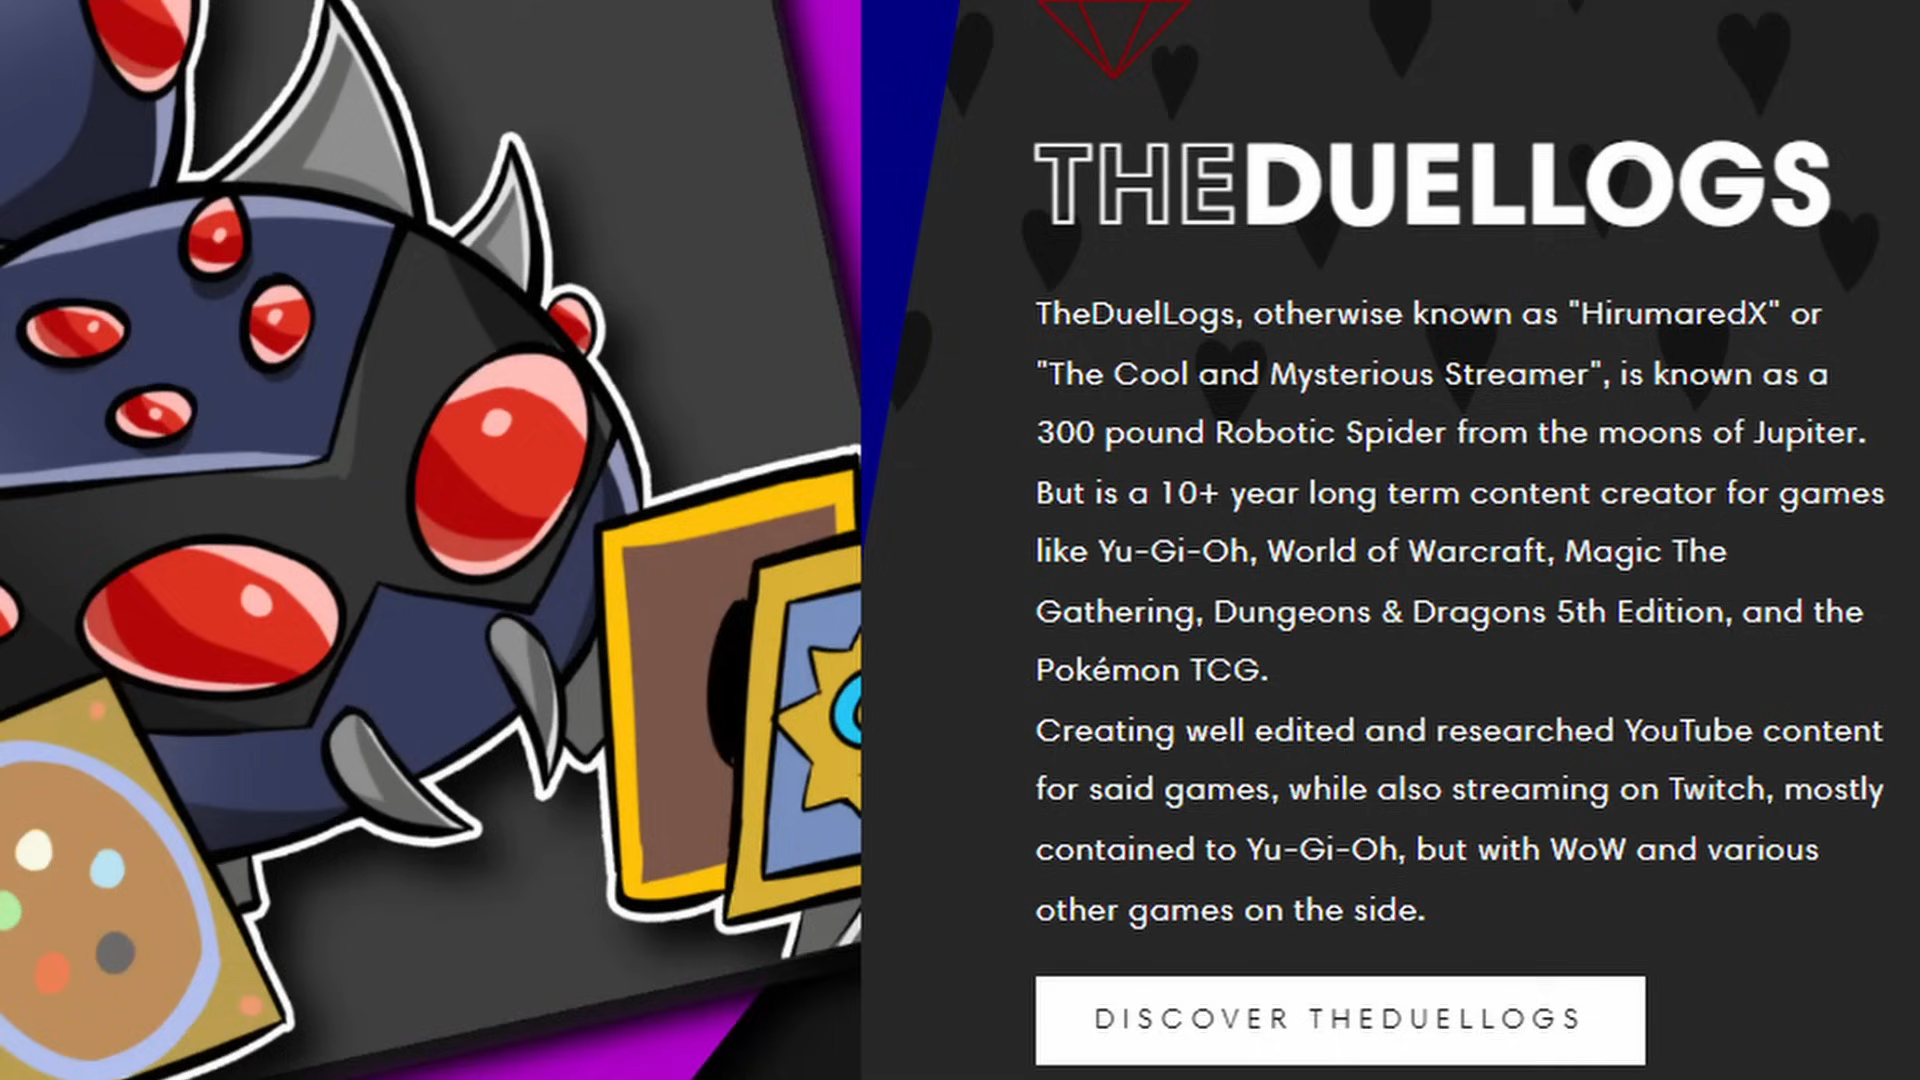 THEDUELLOGS
TheDuelLogs, otherwise known as "HirumaredX" or
"The Cool and Mysterious Streamer", is known as a
300 pound Robotic Spider from the moons of Jupiter.
But is a 10+ year long term content creator for games
like Yu-Gi-Oh, World of Warcraft, Magic The
Gathering, Dungeons & Dragons 5th Edition, and the
Pokémon TCG.
Creating well edited and researched YouTube content
for said games, while also streaming on Twitch, mostly
contained to Yu-Gi-Oh, but with WoW and various
other games on the side.
DISCOVER THEDUELLOGS